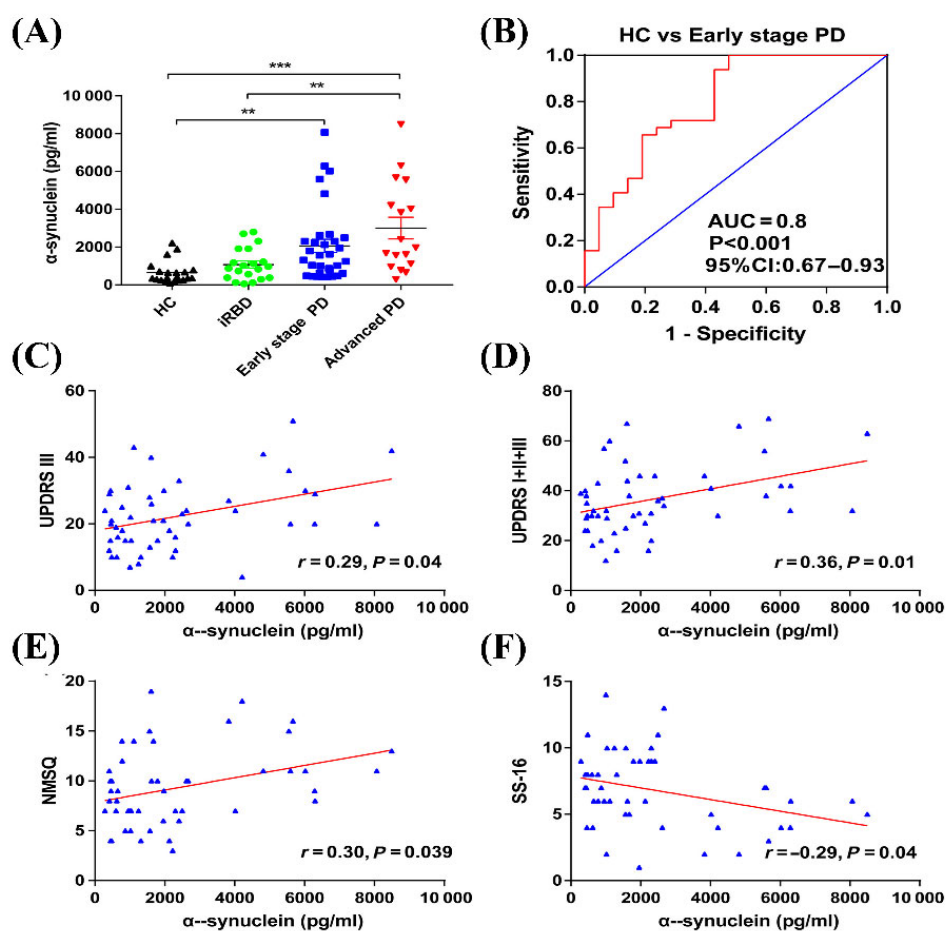 (A)
***
**
**
α-synuclein (pg/ml)
10 000
8000
6000
4000
2000
0
HC
iRBD
Early stage PD
Advanced PD
(B)
HC vs Early stage PD
Sensitivity
1.0
0.8
0.6
0.4
0.2
0.0
AUC = 0.8
P<0.001
95%CI:0.67–0.93
0.0 0.2 0.4 0.6 0.8 1.0
1 - Specificity
(C)
UPDRS III
60
40
20
0
r = 0.29, P = 0.04
0 2000 4000 6000 8000 10 000
α--synuclein (pg/ml)
(D)
UPDRS I+II+III
80
60
40
20
0
r = 0.36, P = 0.01
0 2000 4000 6000 8000 10 000
α--synuclein (pg/ml)
(E)
NMSQ
20
15
10
5
0
r = 0.30, P = 0.039
0 2000 4000 6000 8000 10 000
α--synuclein (pg/ml)
(F)
SS-16
20
15
10
5
0
r = –0.29, P = 0.04
0 2000 4000 6000 8000 10 000
α--synuclein (pg/ml)